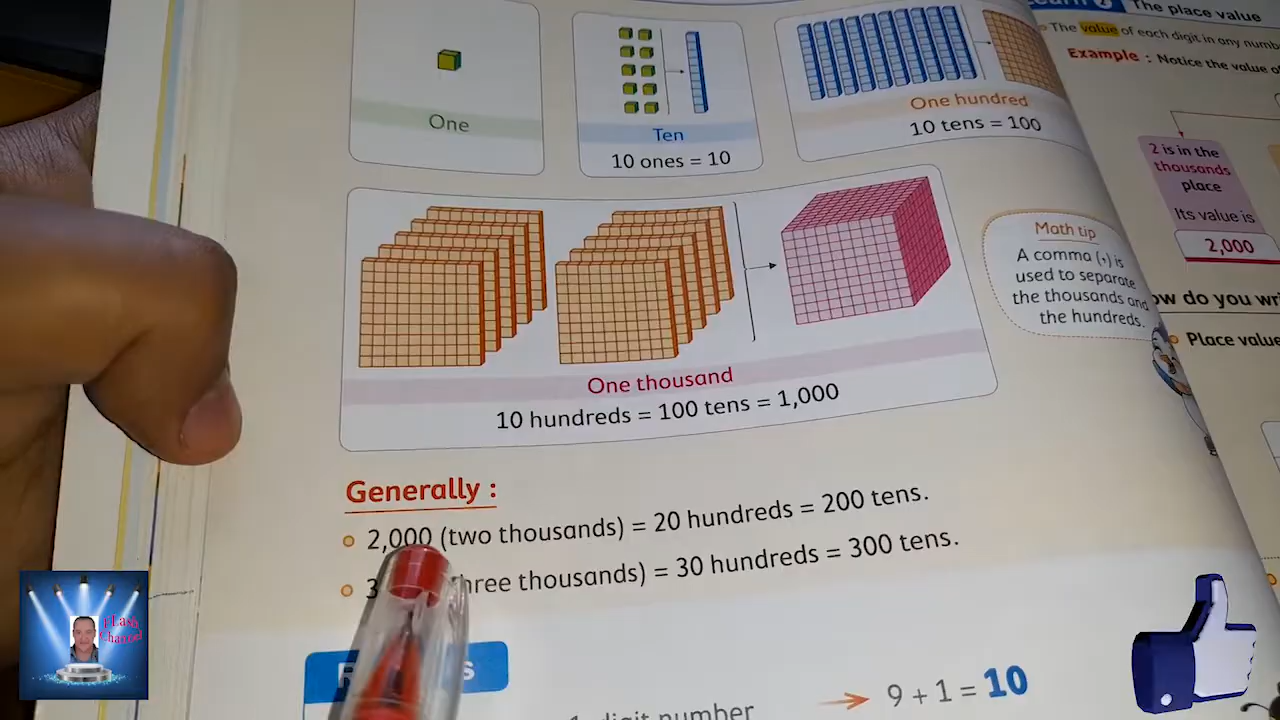 One
Ten
10 ones = 10
One hundred
10 tens = 100
One thousand
10 hundreds = 100 tens = 1,000
Math tip
A comma (,) is
used to separate
the thousands and
the hundreds.
Generally :
2,000 (two thousands) = 20 hundreds = 200 tens.
thousands) = 30 hundreds = 300 tens.
digit number
9 + 1 = 10
The place value
The value of each digit in any
Example : Notice the value
2 is in the
thousands
place
Its value is
2,000
do you
Place value
Flash
Channel